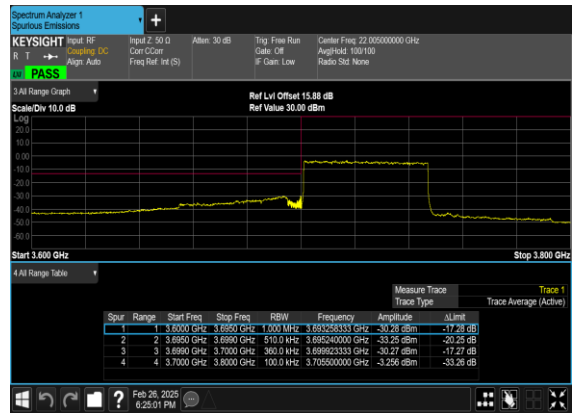 Spectrum Analyzer 1
Spurious Emissions
+
KEYSIGHT Input: RF Input Z: 50 Ω Atten: 30 dB Trig: Free Run Center Freq: 22.005000000 GHz
R T Coupling: DC Corr CCorr Gate: Off Avg|Hold: 100/100
Align: Auto Freq Ref: Int (S) IF Gain: Low Radio Std: None
LW PASS
3 All Range Graph
Ref Lvl Offset 15.88 dB
Scale/Div 10.0 dB Ref Value 30.00 dBm
Log
20.0
10.0
0.00
-10.0
-20.0
-30.0
-40.0
-50.0
-60.0
Start 3.600 GHz Stop 3.800 GHz
4 All Range Table
Measure Trace Trace 1
Trace Type Trace Average (Active)
Spur Range Start Freq Stop Freq RBW Frequency Amplitude ΔLimit
1 1 3.6000 GHz 3.6950 GHz 1.000 MHz 3.693258333 GHz -30.28 dBm -17.28 dB
2 2 3.6950 GHz 3.6990 GHz 510.0 kHz 3.695240000 GHz -33.25 dBm -20.25 dB
3 3 3.6990 GHz 3.7000 GHz 360.0 kHz 3.699923333 GHz -30.27 dBm -17.27 dB
4 4 3.7000 GHz 3.8000 GHz 100.0 kHz 3.705500000 GHz -3.256 dBm -33.26 dB
? Feb 26, 2025
6:25:01 PM